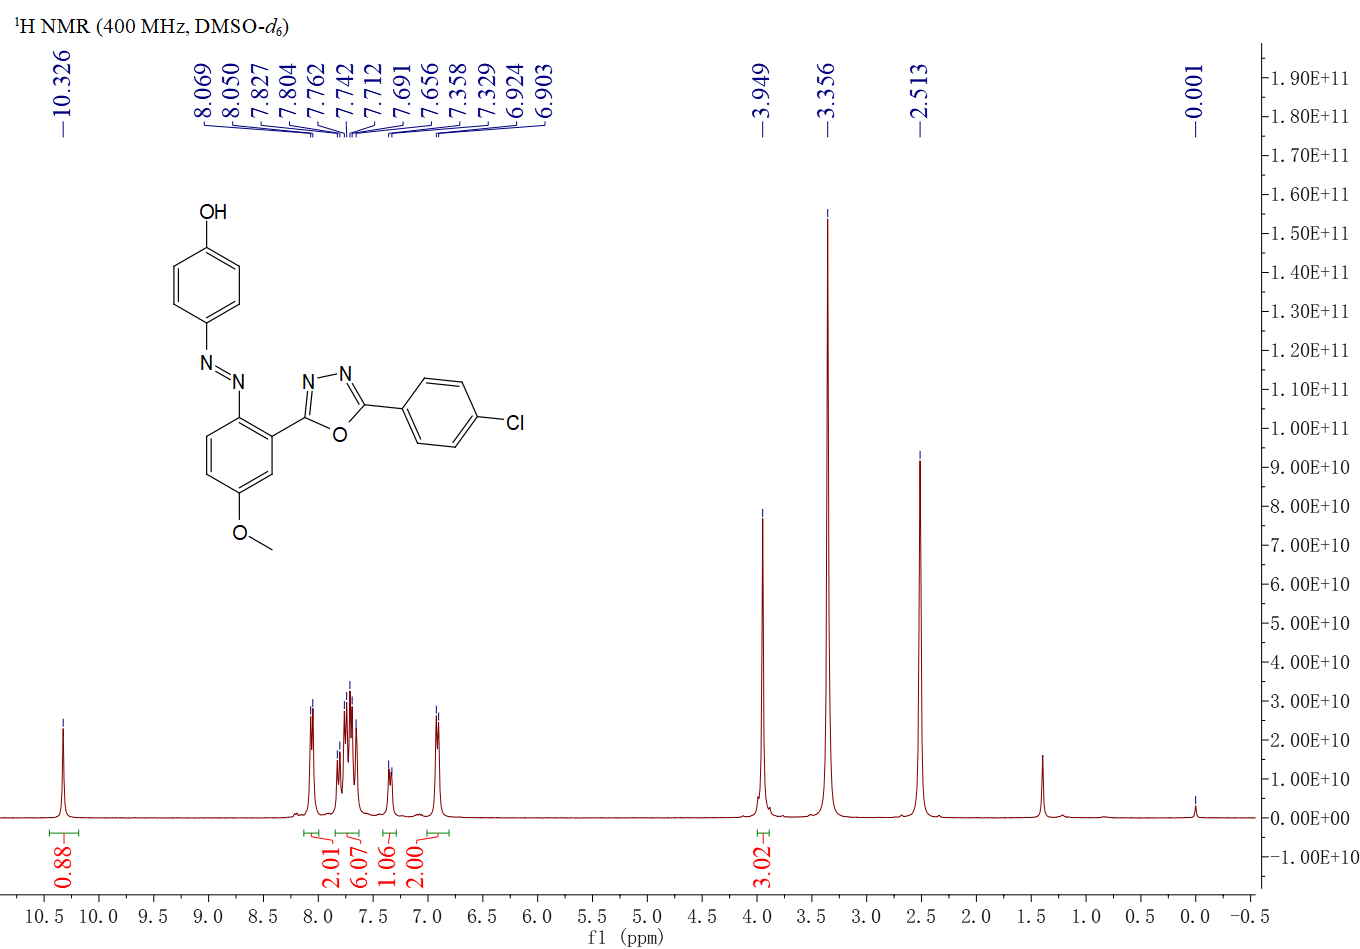 ¹H NMR (400 MHz, DMSO-d₆)
—10.326
8.069
8.050
7.827
7.804
7.762
7.742
7.712
7.691
7.656
7.358
7.329
6.924
6.903
—3.949
—3.356
—2.513
—0.001
OH
N
N
N
N
O
Cl
O
1.90E+11
1.80E+11
1.70E+11
1.60E+11
1.50E+11
1.40E+11
1.30E+11
1.20E+11
1.10E+11
1.00E+11
9.00E+10
8.00E+10
7.00E+10
6.00E+10
5.00E+10
4.00E+10
3.00E+10
2.00E+10
1.00E+10
0.00E+00
-1.00E+10
0.88
2.01
6.07
1.06
2.00
3.02
10.5 10.0 9.5 9.0 8.5 8.0 7.5 7.0 6.5 6.0 5.5 5.0 4.5 4.0 3.5 3.0 2.5 2.0 1.5 1.0 0.5 0.0 -0.5
f1 (ppm)